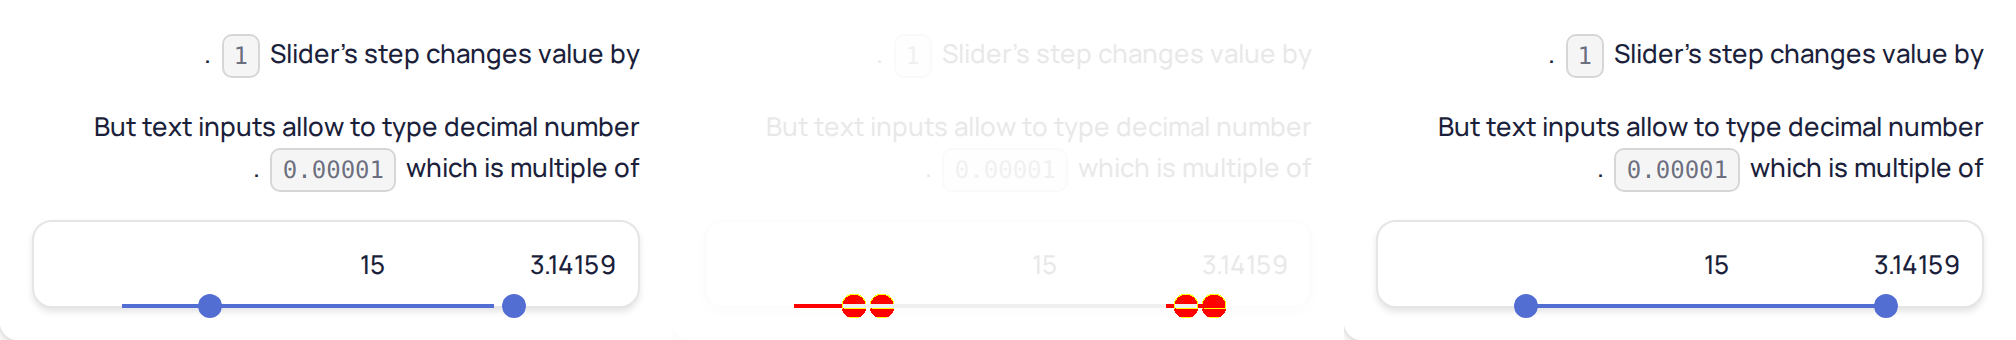 . 1 Slider’s step changes value by
But text inputs allow to type decimal number
. 0.00001 which is multiple of
15 3.14159
. 1 Slider’s step changes value by
But text inputs allow to type decimal number
. 0.00001 which is multiple of
15 3.14159
. 1 Slider’s step changes value by
But text inputs allow to type decimal number
. 0.00001 which is multiple of
15 3.14159